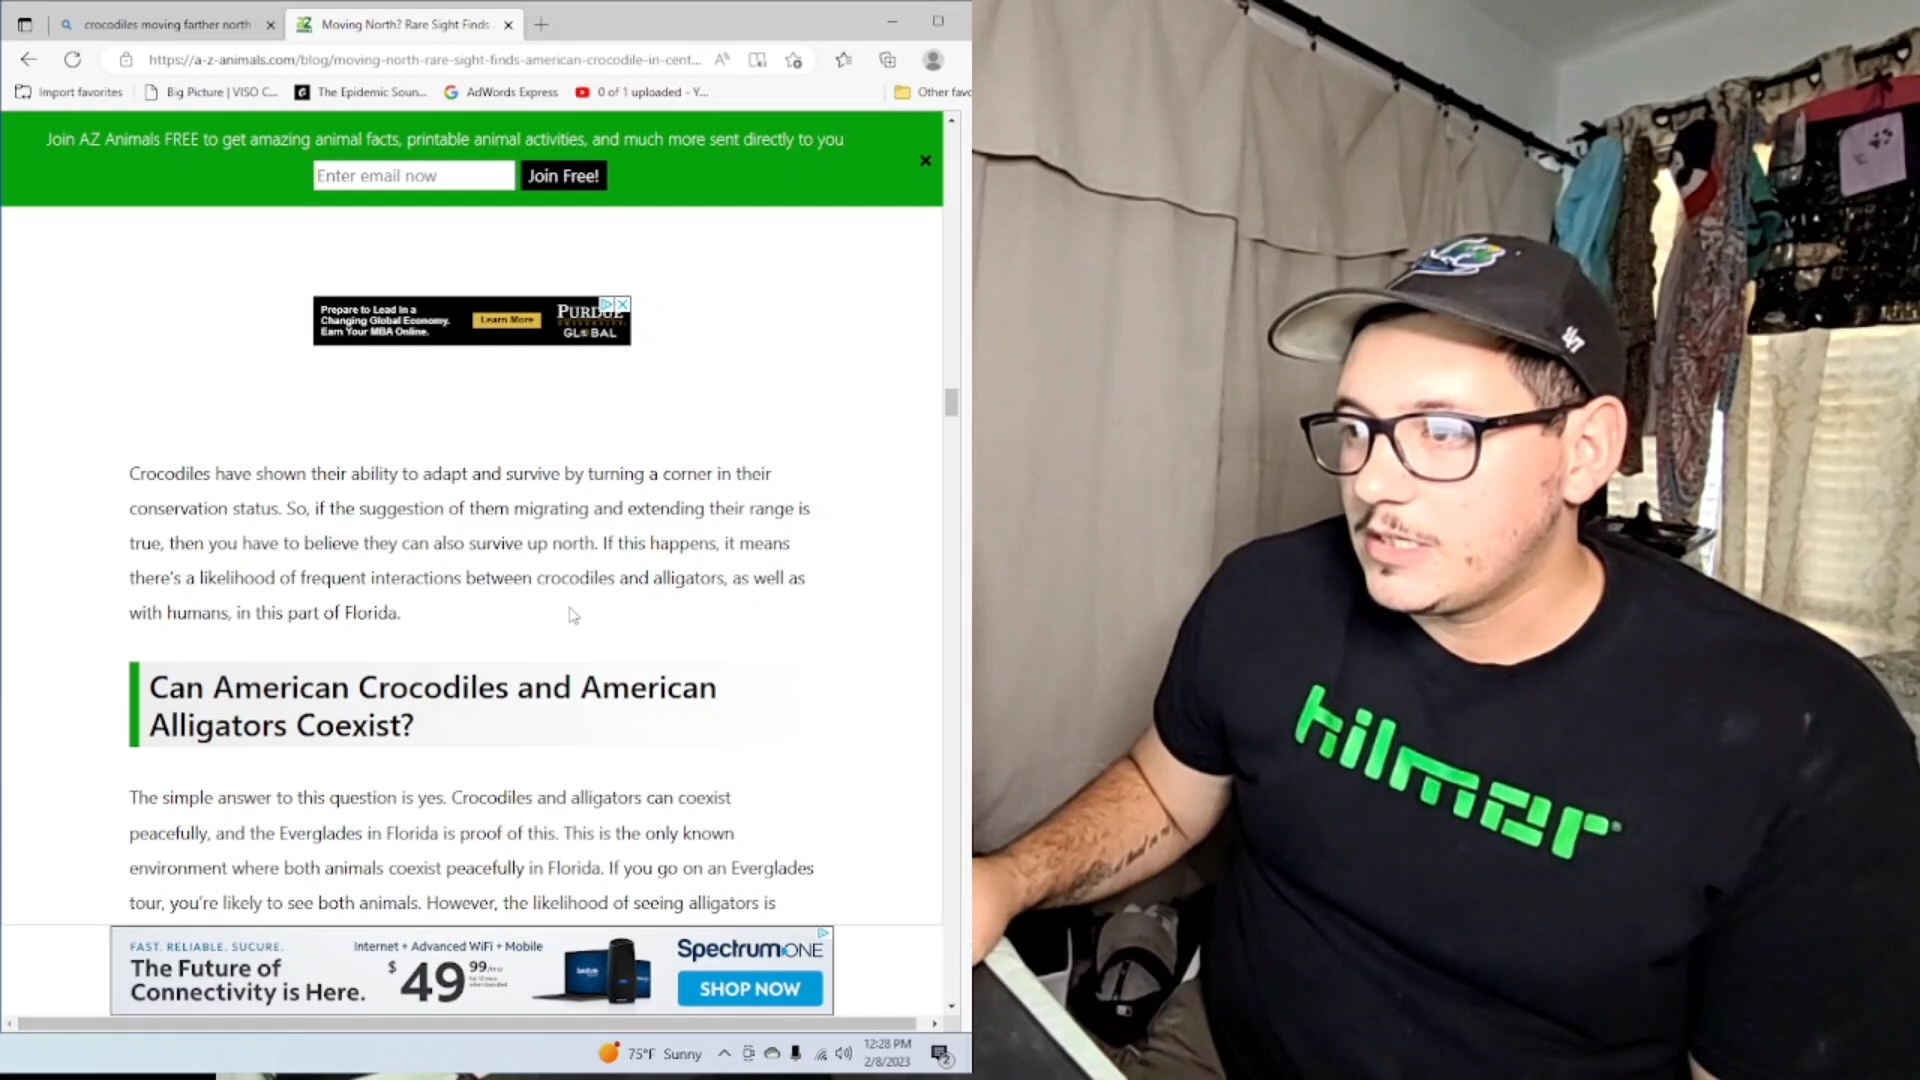 crocodiles moving farther north
Moving North? Rare Sight Finds
https://a-z-animals.com/blog/moving-north-rare-sight-finds-american-crocodile-in-cent...
Import favorites
Big Picture | VISO C...
The Epidemic Soun...
AdWords Express
0 of 1 uploaded - Y...
Other favo
Join AZ Animals FREE to get amazing animal facts, printable animal activities, and much more sent directly to you
Enter email now
Join Free!
Prepare to Lead in a
Changing Global Economy.
Earn Your MBA Online.
Learn More
PURDUE
UNIVERSITY
GLOBAL
Crocodiles have shown their ability to adapt and survive by turning a corner in their
conservation status. So, if the suggestion of them migrating and extending their range is
true, then you have to believe they can also survive up north. If this happens, it means
there's a likelihood of frequent interactions between crocodiles and alligators, as well as
with humans, in this part of Florida.
Can American Crocodiles and American
Alligators Coexist?
The simple answer to this question is yes. Crocodiles and alligators can coexist
peacefully, and the Everglades in Florida is proof of this. This is the only known
environment where both animals coexist peacefully in Florida. If you go on an Everglades
tour, you're likely to see both animals. However, the likelihood of seeing alligators is
FAST. RELIABLE. SUCURE.
The Future of
Connectivity is Here.
Internet + Advanced WiFi + Mobile
$49 99/mo
Spectrum ONE
SHOP NOW
75°F Sunny
12:28 PM
2/8/2023
2
47
hilmor®